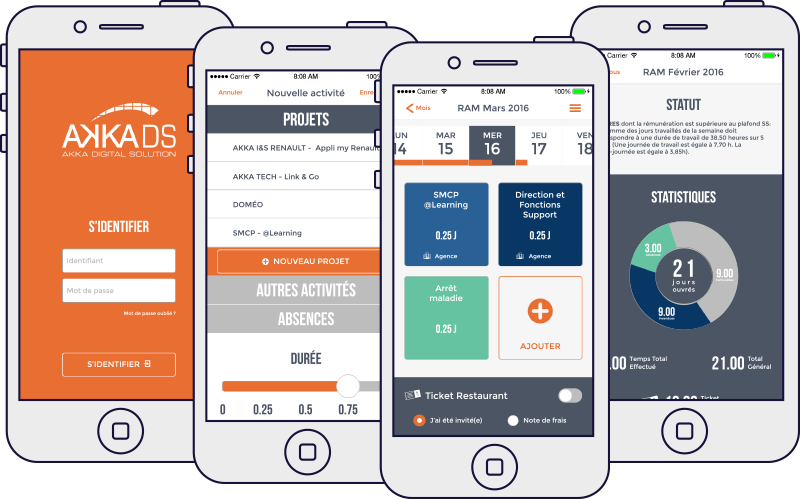 AKKA DS
AKKA DIGITAL SOLUTION
S'IDENTIFIER
Identifiant
Mot de passe
Mot de passe oublié ?
S'IDENTIFIER
Carrier
8:08 AM
100%
Annuler
Nouvelle activité
Enre
PROJETS
AKKA I&S RENAULT - Appli my Renaul
AKKA TECH - Link & Go
DOMÉO
SMCP - @Learning
NOUVEAU PROJET
AUTRES ACTIVITÉS
ABSENCES
DURÉE
0 0.25 0.5 0.75
Carrier
8:08 AM
100%
Mois
RAM Mars 2016
UN MAR MER JEU VEN
14 15 16 17 18
SMCP
@Learning
0.25 J
Agence
Direction et
Fonctions
Support
0.25 J
Agence
Arrêt
maladie
0.25 J
AJOUTER
Ticket Restaurant
J'ai été invité(e)
Note de frais
8:08 AM
100%
ous
RAM Février 2016
STATUT
RES dont la rémunération est supérieure au plafond SS:
mme des jours travaillés de la semaine doit
spondre à une durée de travail de 38,50 heures sur 5
(Une journée de travail est égale à 7,70 h. La
-journée est égale à 3,85h).
STATISTIQUES
3.00
9.00
9.00
21
jours
ouvrés
.00 Temps Total
Effectué
21.00 Total
Général
Ticket